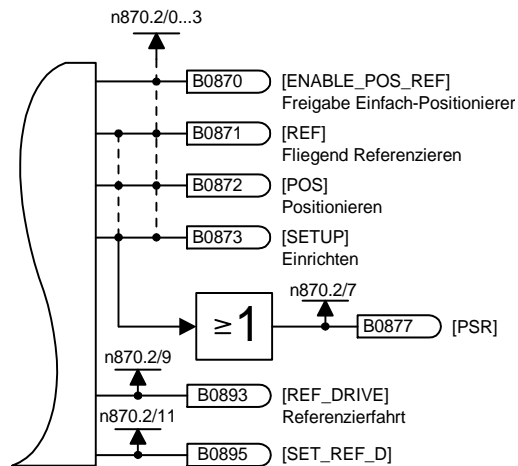 n870.2/0...3
B0870 [ENABLE_POS_REF]
Freigabe Einfach-Positionierer
B0871 [REF]
Fliegend Referenzieren
B0872 [POS]
Positionieren
B0873 [SETUP]
Einrichten
n870.2/7
≥1
B0877 [PSR]
n870.2/9
B0893 [REF_DRIVE]
Referenzierfahrt
n870.2/11
B0895 [SET_REF_D]